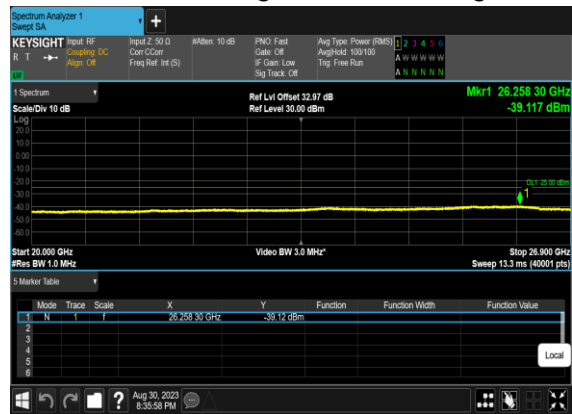 Spectrum Analyzer 1
Swept SA
KEYSIGHT Input: RF Input Z: 50 Ω #Atten: 10 dB PNO: Fast Avg Type: Power (RMS) 1 2 3 4 5 6
R T Coupling: DC Corr CCorr Gate: Off Avg|Hold: 100/100 A W W W W W
Align: Off Freq Ref: Int (S) IF Gain: Low Trig: Free Run
Sig Track: Off A N N N N N
1 Spectrum Ref Lvl Offset 32.97 dB Mkr1 26.258 30 GHz
Scale/Div 10 dB Ref Level 30.00 dBm -39.117 dBm
Log
20.0
10.0
0.00
-10.0
-20.0
DL1 -25.00 dBm
-30.0
1
-40.0
-50.0
-60.0
Start 20.000 GHz Video BW 3.0 MHz* Stop 26.900 GHz
#Res BW 1.0 MHz Sweep 13.3 ms (40001 pts)
5 Marker Table
Mode Trace Scale X Y Function Function Width Function Value
1 N 1 f 26.258 30 GHz -39.12 dBm
2
3
4
5
6
Local
? Aug 30, 2023
8:35:58 PM